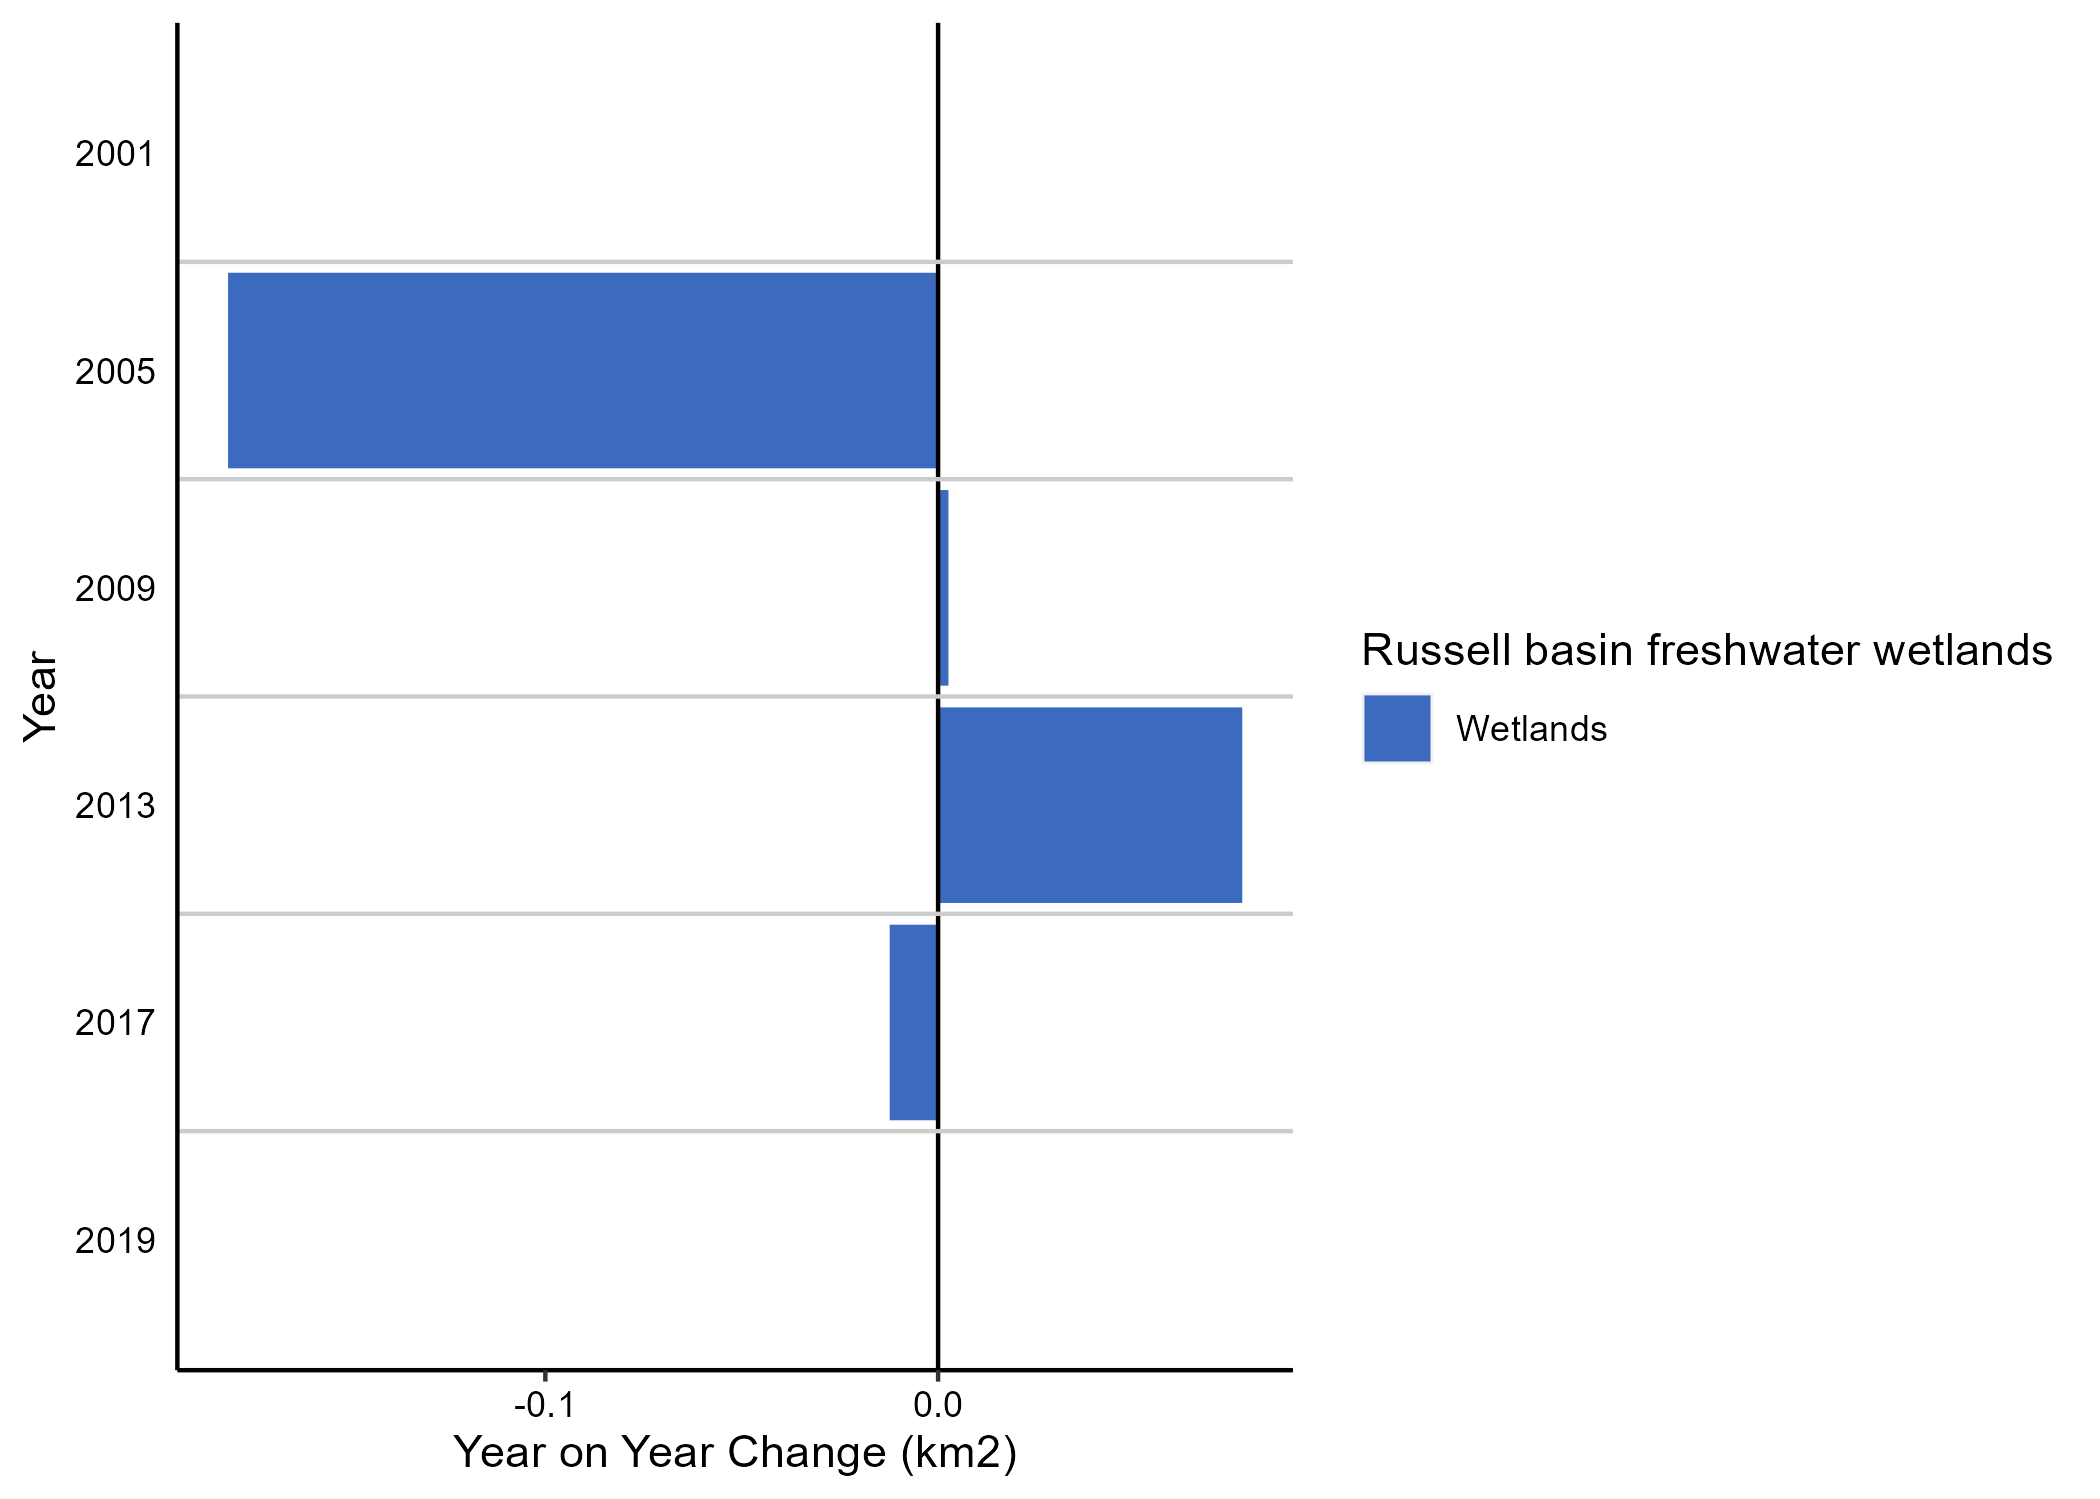 Year
2001
2005
2009
2013
2017
2019
-0.1
0.0
Year on Year Change (km2)
Russell basin freshwater wetlands
Wetlands